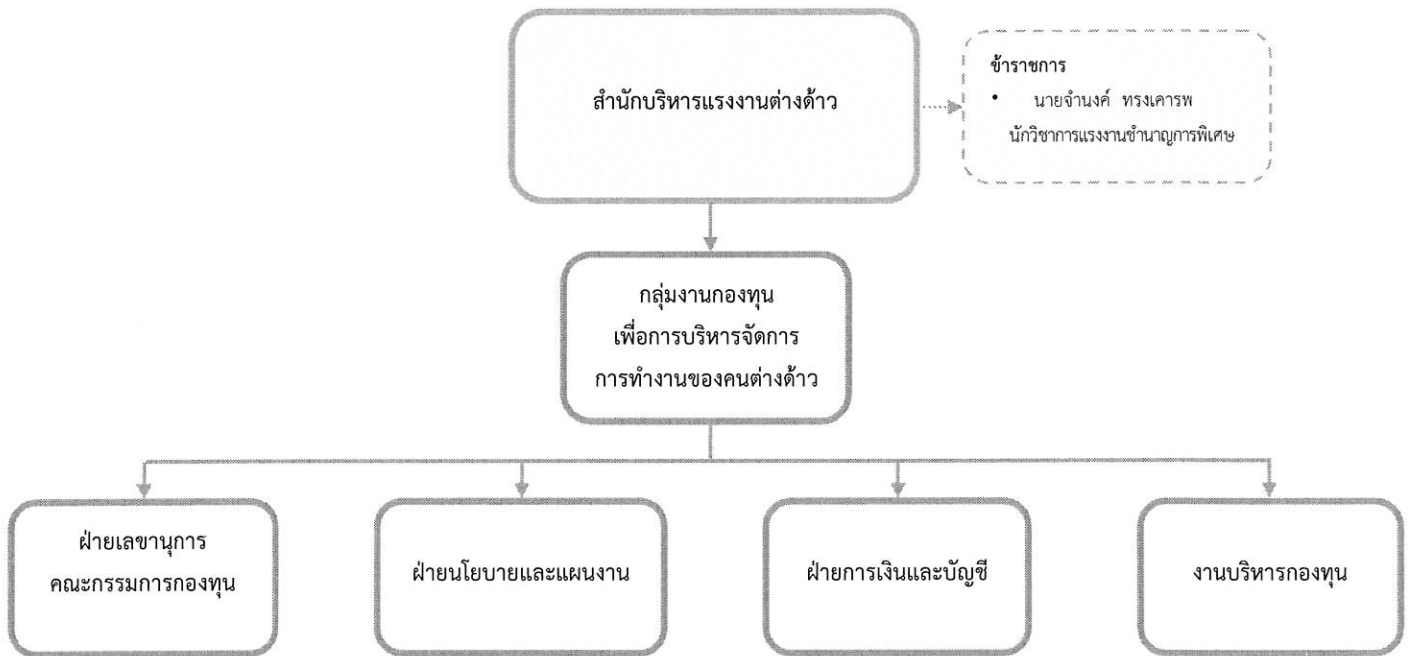 สำนักบริหารแรงงานต่างด้าว
ข้าราชการ
• นายจำนงค์ ทรงเคารพ
นักวิชาการแรงงานชำนาญการพิเศษ
กลุ่มงานกองทุน
เพื่อการบริหารจัดการ
การทำงานของคนต่างด้าว
ฝ่ายเลขานุการ
คณะกรรมการกองทุน
ฝ่ายนโยบายและแผนงาน
ฝ่ายการเงินและบัญชี
งานบริหารกองทุน